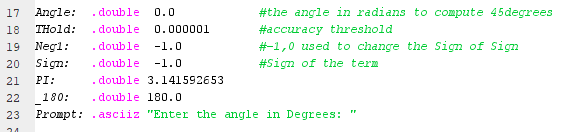 17 Angle: .double 0.0 #the angle in radians to compute 45degrees
18 THold: .double 0.000001 #accuracy threshold
19 Neg1: .double -1.0 #-1,0 used to change the Sign of Sign
20 Sign: .double -1.0 #Sign of the term
21 PI: .double 3.141592653
22 _180: .double 180.0
23 Prompt: .asciiz "Enter the angle in Degrees: "
24